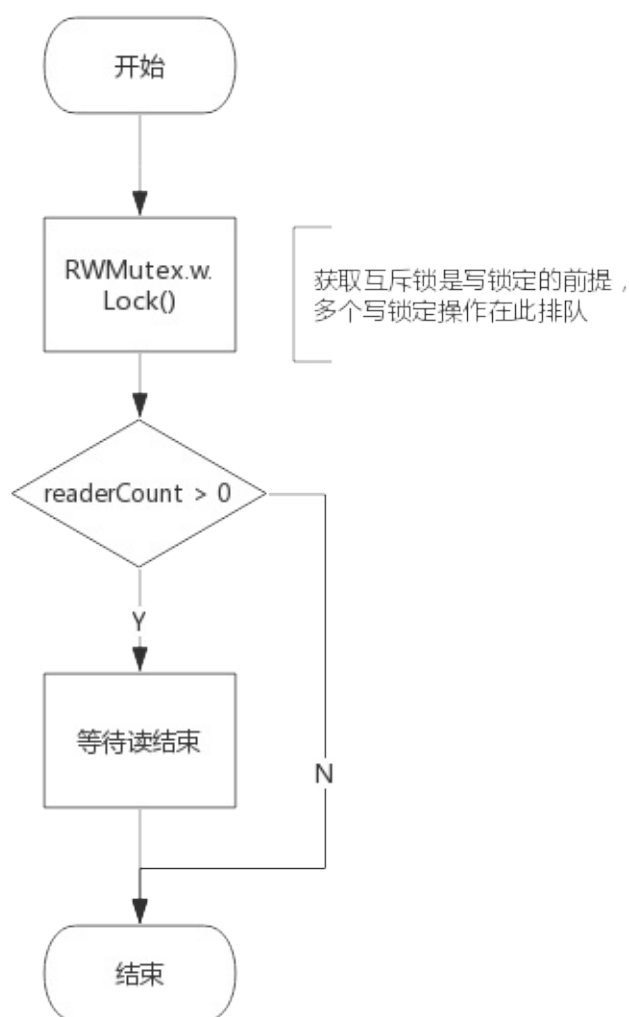 开始
RWMutex.w.
Lock()
获取互斥锁是写锁定的前提，
多个写锁定操作在此排队
readerCount > 0
Y
等待读结束
N
结束